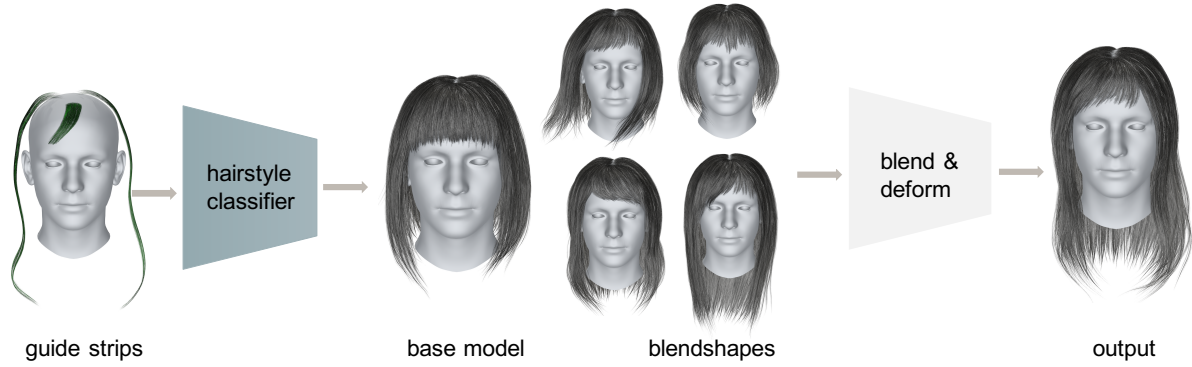 hairstyle
classifier
blend &
deform
guide strips
base model
blendshapes
output